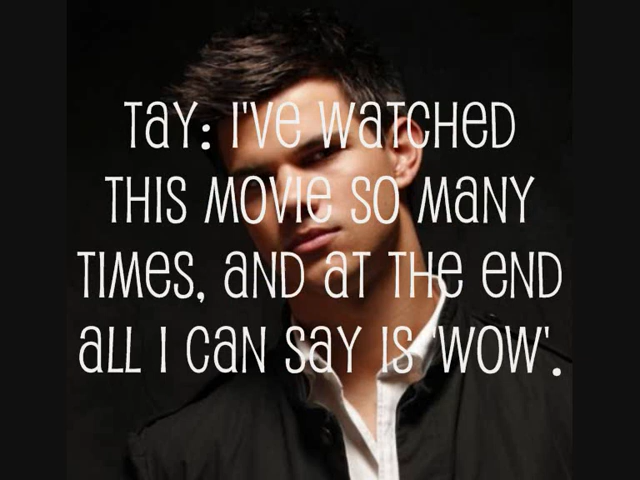 Tay: I've watched
this movie so many
times, and at the end
all I can say is 'wow'.